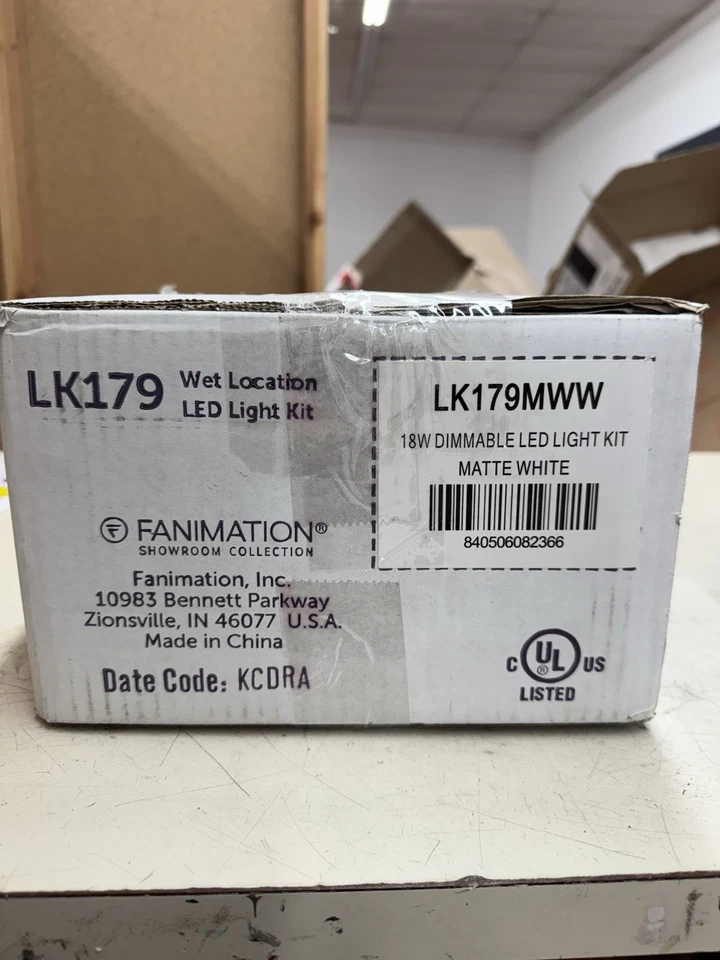 LK179 Wet Location
LED Light Kit
LK179MWW
18W DIMMABLE LED LIGHT KIT
MATTE WHITE
840506082366
FANIMATION®
SHOWROOM COLLECTION
Fanimation, Inc.
10983 Bennett Parkway
Zionsville, IN 46077 U.S.A.
Made in China
Date Code: KCDRA
C UL® US
LISTED